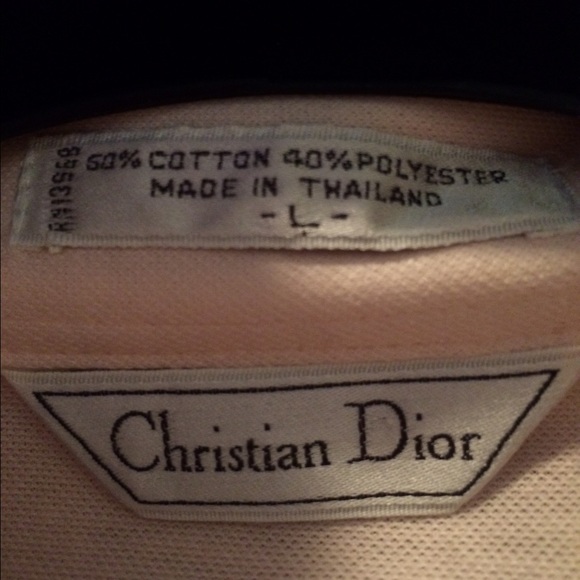 60% COTTON 40% POLYESTER
MADE IN THAILAND
- L -
Christian Dior